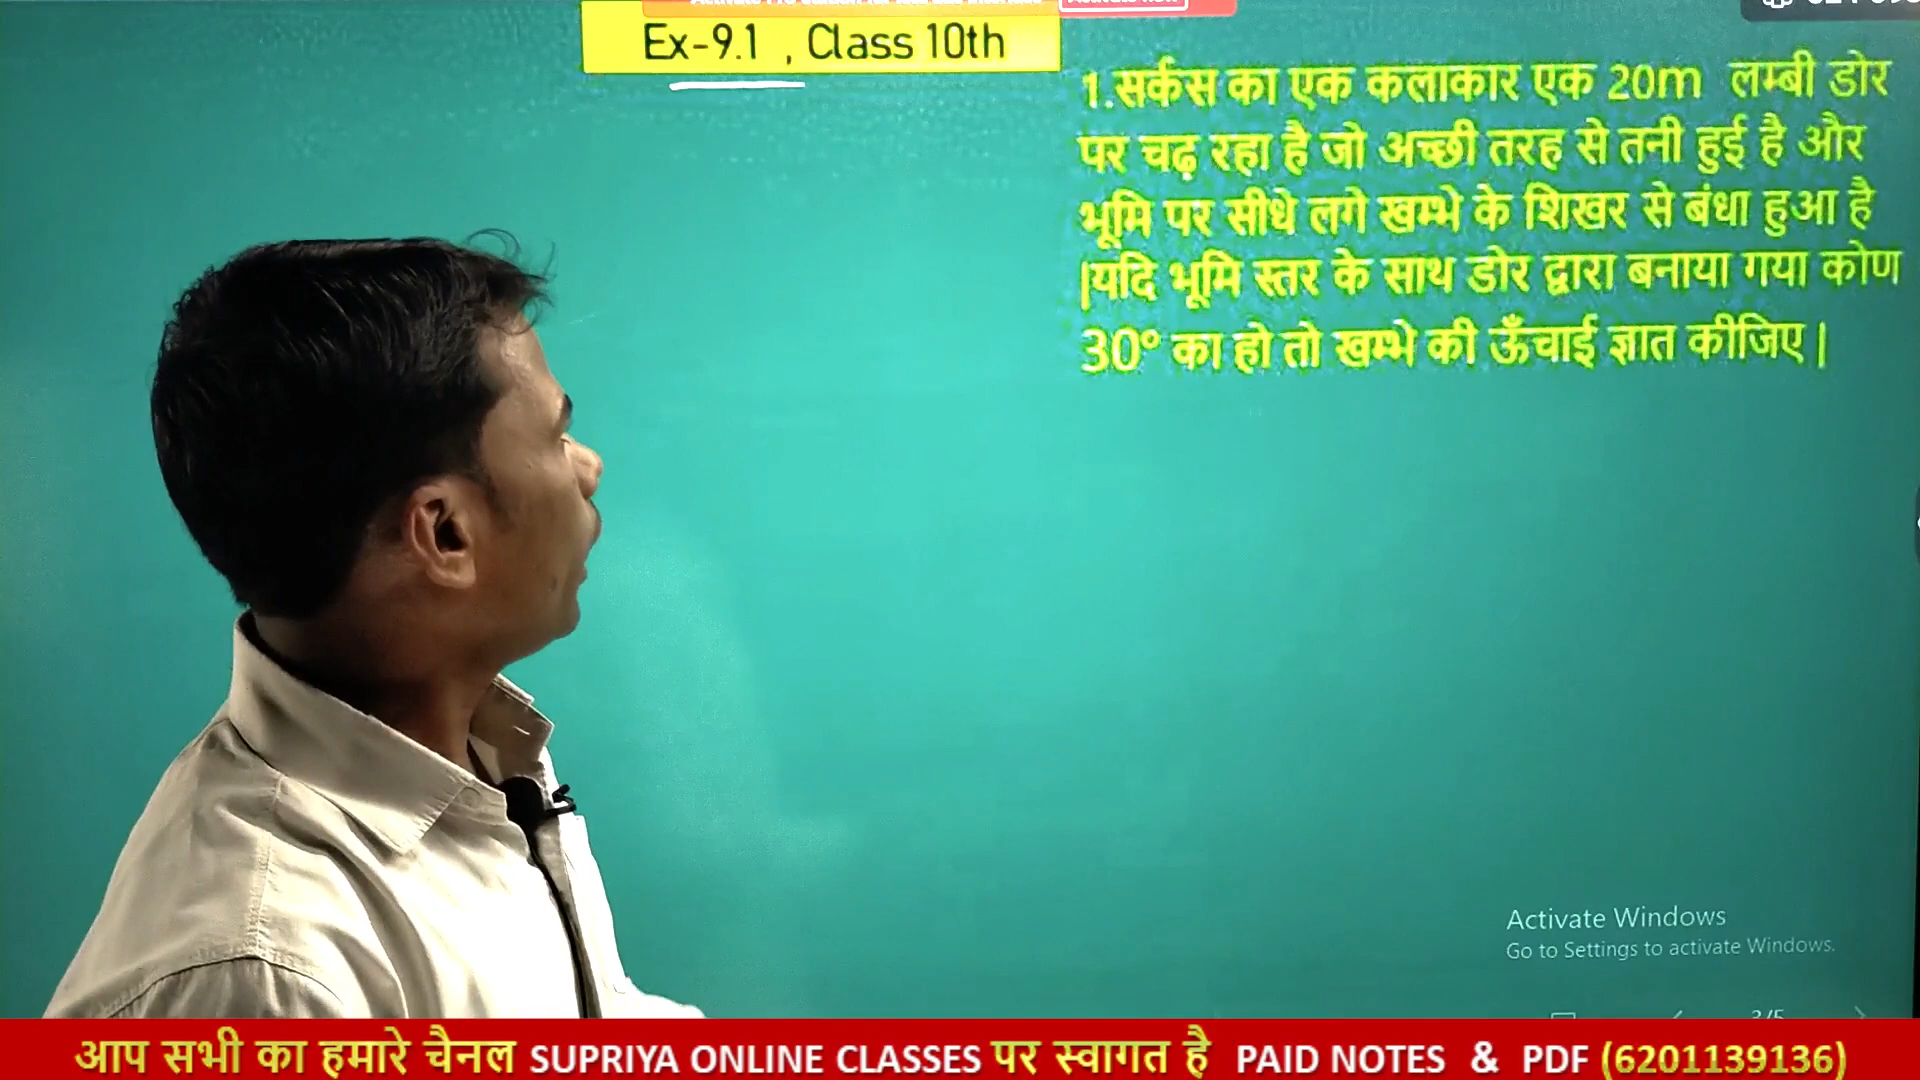 Ex-9.1 , Class 10th
1.सर्कस का एक कलाकार एक 20m लम्बी डोर
पर चढ़ रहा है जो अच्छी तरह से तनी हुई है और
भूमि पर सीधे लगे खम्भे के शिखर से बंधा हुआ है
|यदि भूमि स्तर के साथ डोर द्वारा बनाया गया कोण
30° का हो तो खम्भे की ऊँचाई ज्ञात कीजिए |
Activate Windows
Go to Settings to activate Windows.
3/5
आप सभी का हमारे चैनल SUPRIYA ONLINE CLASSES पर स्वागत है PAID NOTES & PDF (6201139136)